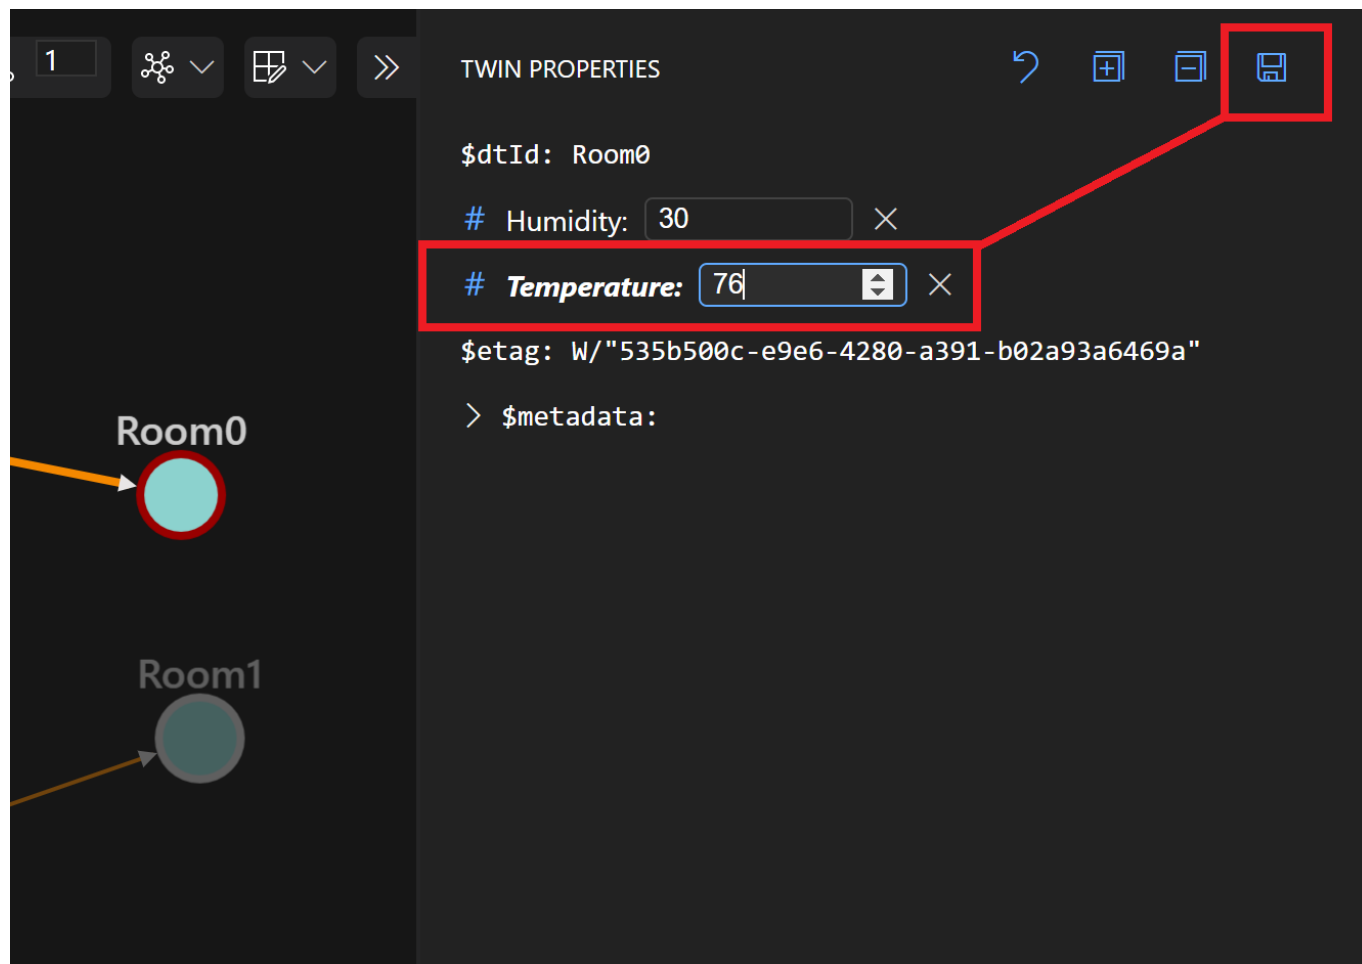 1
TWIN PROPERTIES
$dtId: Room0
# Humidity: 30
# Temperature: 76
$etag: W/"535b500c-e9e6-4280-a391-b02a93a6469a"
$metadata:
Room0
Room1